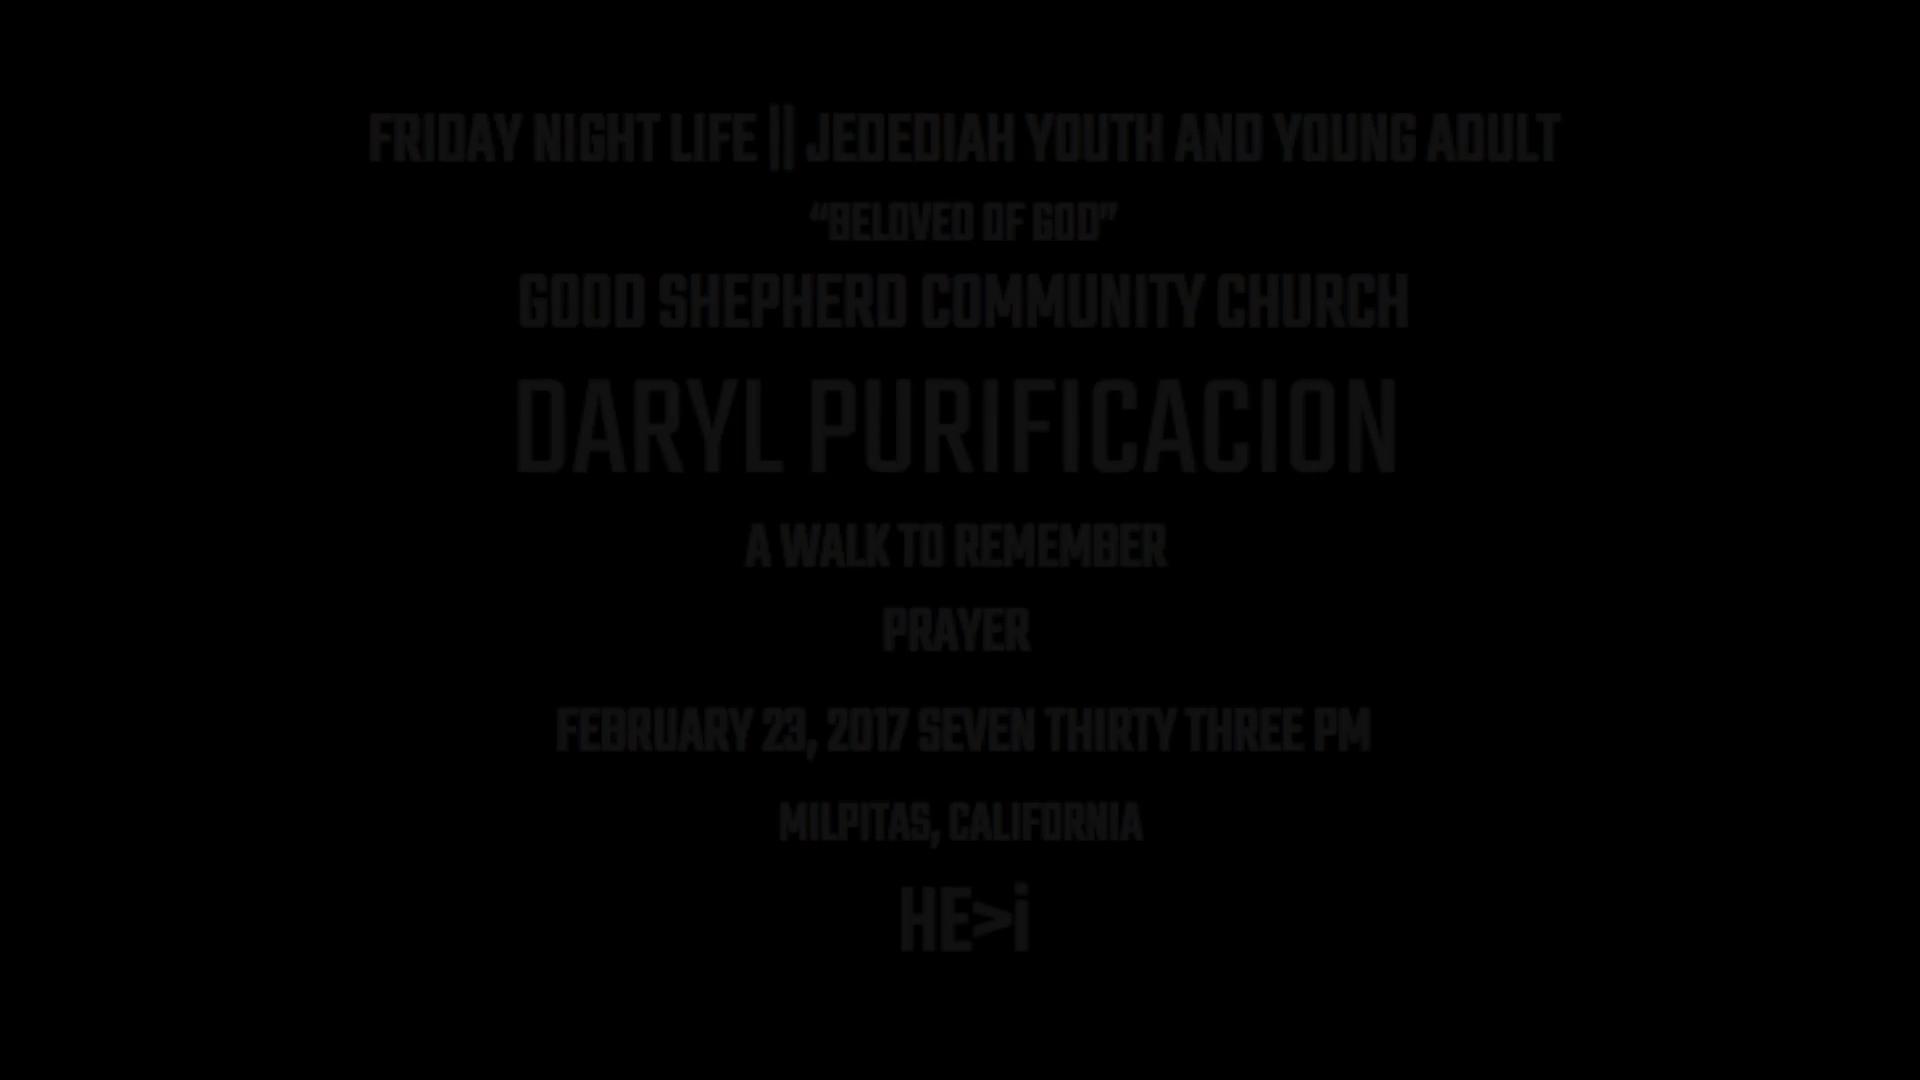 FRIDAY NIGHT LIFE || JEDEDIAH YOUTH AND YOUNG ADULT
“BELOVED OF GOD”
GOOD SHEPHERD COMMUNITY CHURCH
DARYL PURIFICACION
A WALK TO REMEMBER
PRAYER
FEBRUARY 23, 2017 SEVEN THIRTY THREE PM
MILPITAS, CALIFORNIA
HE>i